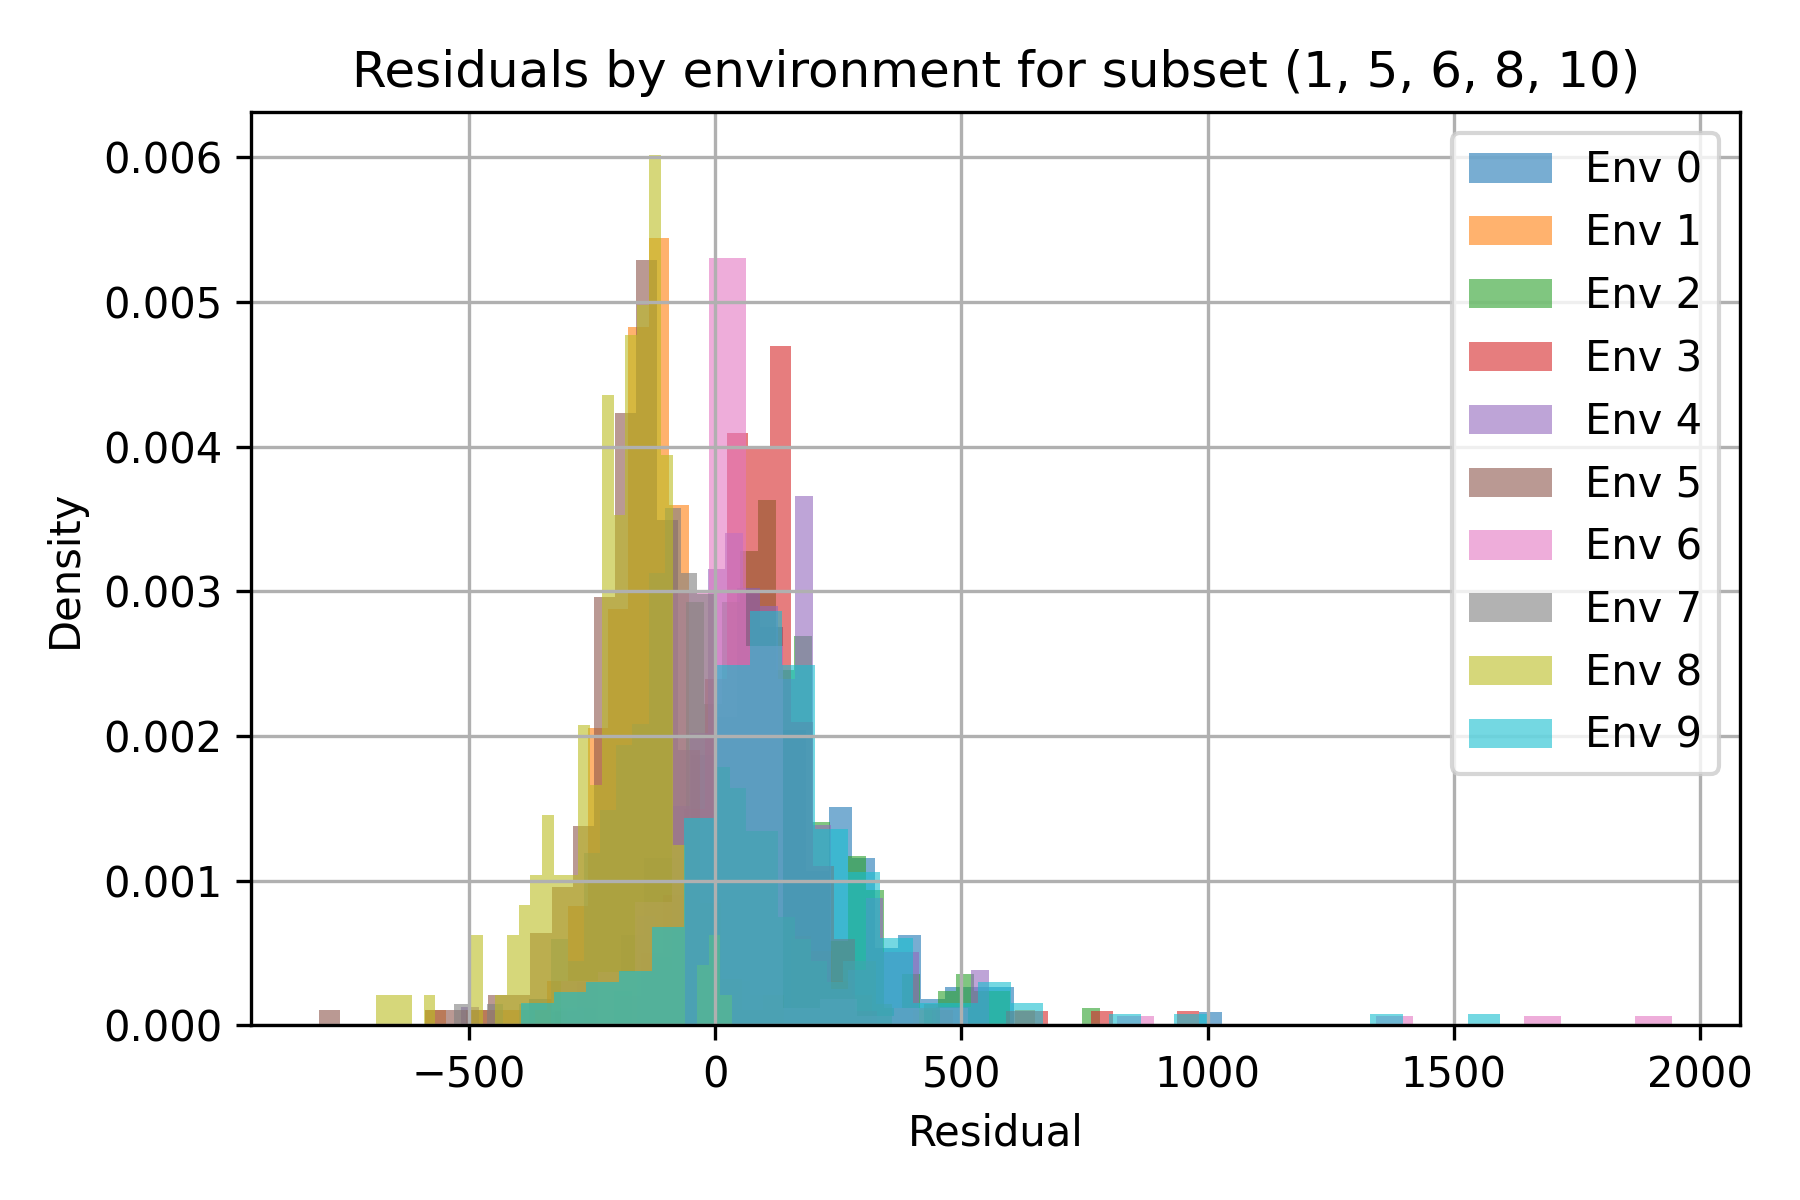 Residuals by environment for subset (1, 5, 6, 8, 10)
0.006
0.005
0.004
0.003
0.002
0.001
0.000
Density
−500
0
500
1000
1500
2000
Residual
Env 0
Env 1
Env 2
Env 3
Env 4
Env 5
Env 6
Env 7
Env 8
Env 9